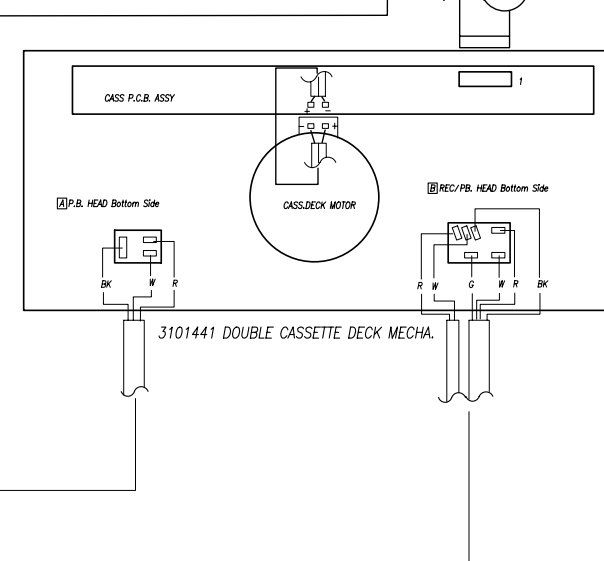 CASS P.C.B. ASSY
1
+ −
− +
CASS.DECK MOTOR
A P.B. HEAD Bottom Side
B REC/PB. HEAD Bottom Side
BK W R
R W G W R BK
3101441 DOUBLE CASSETTE DECK MECHA.